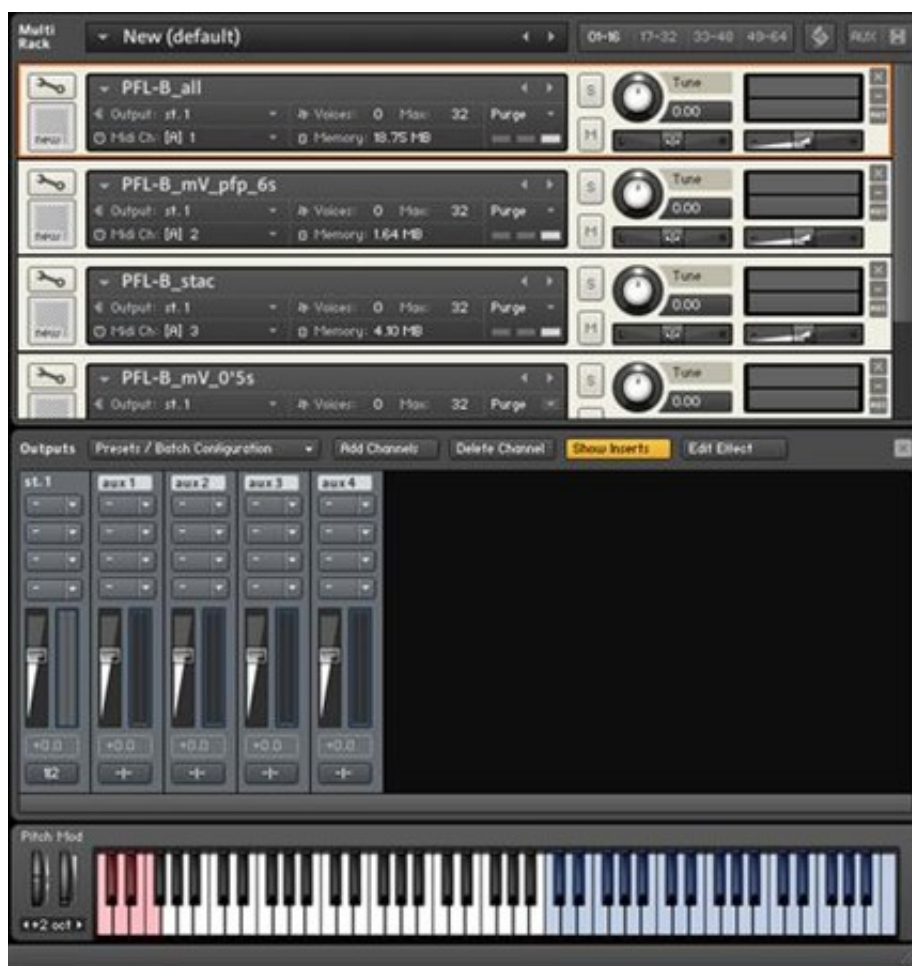 Multi Rack New (default) 01-16 17-32 33-48 49-64 AUX
PFL-B_all S Tune
Output: st. 1 Voices: 0 Max: 32 Purge 0.00
new Midi Ch: [A] 1 Memory: 18.75 MB M L R
PFL-B_mV_pfp_6s S Tune
Output: st. 1 Voices: 0 Max: 32 Purge 0.00
new Midi Ch: [A] 2 Memory: 1.64 MB M L R
PFL-B_stac S Tune
Output: st. 1 Voices: 0 Max: 32 Purge 0.00
new Midi Ch: [A] 3 Memory: 4.10 MB M L R
PFL-B_mV_0'5s S Tune
Output: st. 1 Voices: 0 Max: 32 Purge 0.00
Outputs Presets / Batch Configuration Add Channels Delete Channel Show Inserts Edit Effect
st. 1 aux 1 aux 2 aux 3 aux 4
+0.0 +0.0 +0.0 +0.0 +0.0
1|2 -|- -|- -|- -|-
Pitch Mod
+2 oct